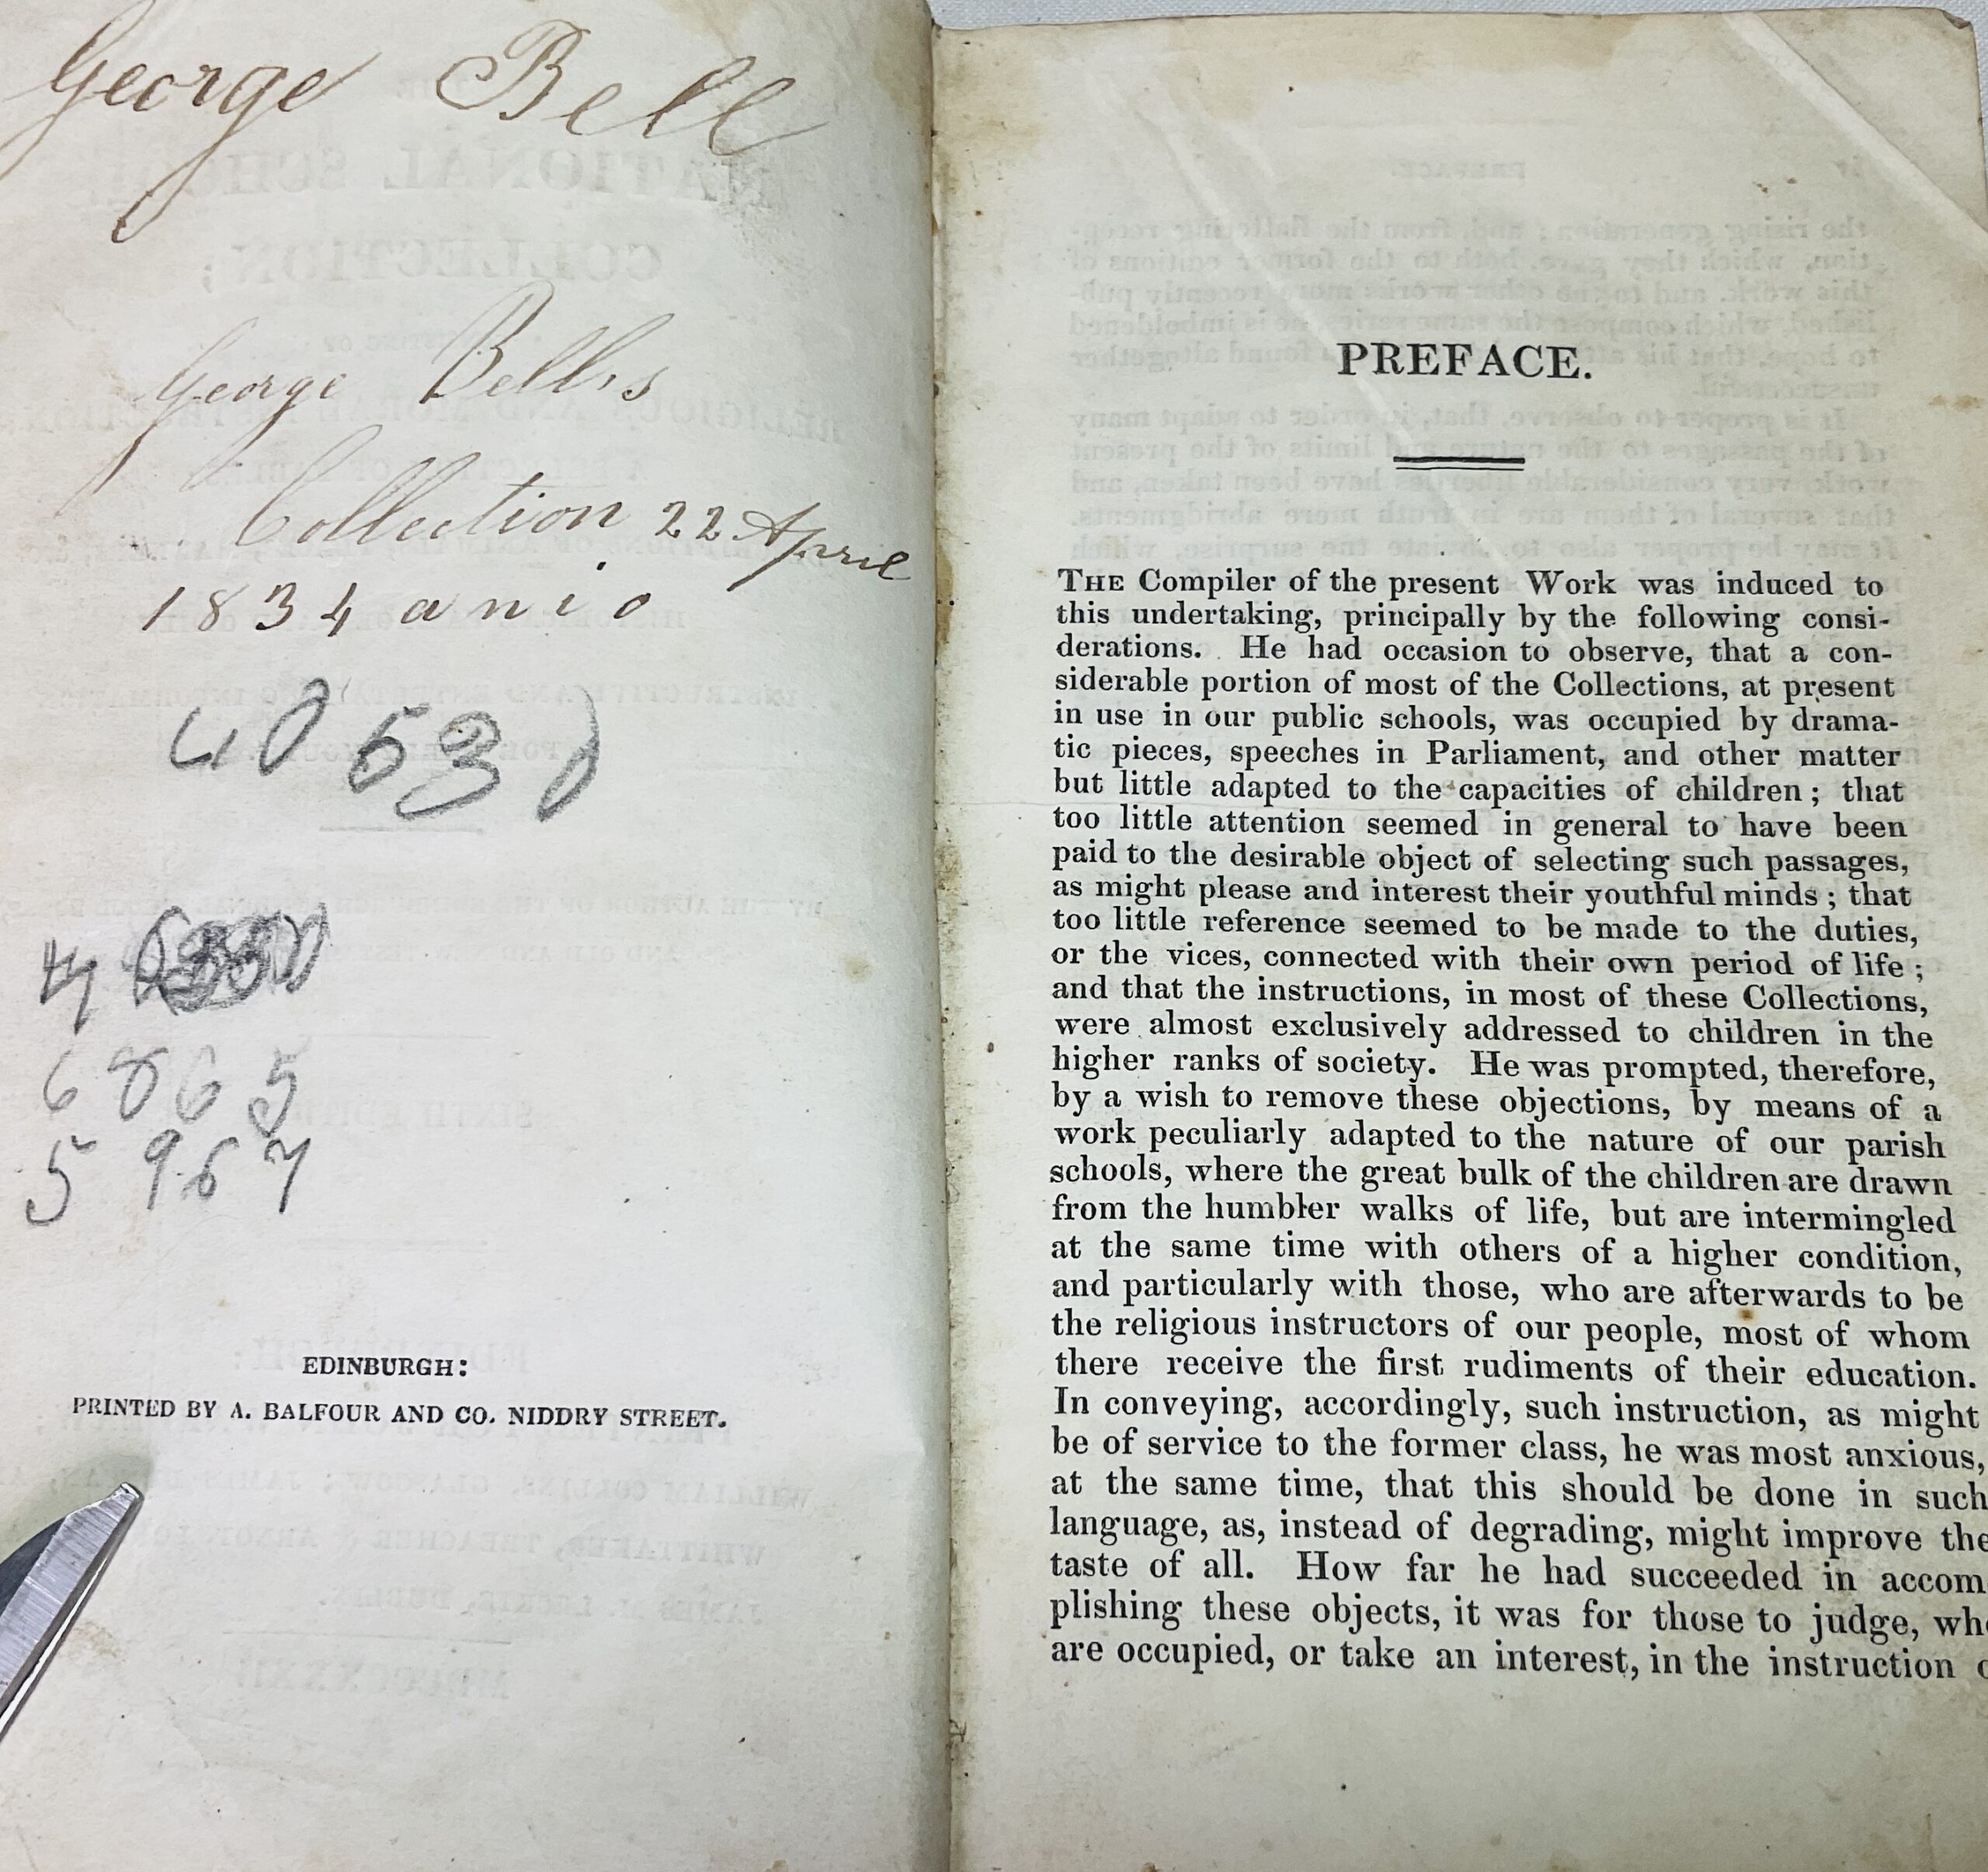 George Bell
George Bellis
Collection 22 Aprie
1834 anio
40630
4
6865
5967
EDINBURGH:
PRINTED BY A. BALFOUR AND CO. NIDDRY STREET.
PREFACE.
THE Compiler of the present Work was induced to
this undertaking, principally by the following consi-
derations. He had occasion to observe, that a con-
siderable portion of most of the Collections, at present
in use in our public schools, was occupied by drama-
tic pieces, speeches in Parliament, and other matter
but little adapted to the capacities of children; that
too little attention seemed in general to have been
paid to the desirable object of selecting such passages,
as might please and interest their youthful minds; that
too little reference seemed to be made to the duties,
or the vices, connected with their own period of life;
and that the instructions, in most of these Collections,
were almost exclusively addressed to children in the
higher ranks of society. He was prompted, therefore,
by a wish to remove these objections, by means of a
work peculiarly adapted to the nature of our parish
schools, where the great bulk of the children are drawn
from the humbler walks of life, but are intermingled
at the same time with others of a higher condition,
and particularly with those, who are afterwards to be
the religious instructors of our people, most of whom
there receive the first rudiments of their education.
In conveying, accordingly, such instruction, as might
be of service to the former class, he was most anxious,
at the same time, that this should be done in such
language, as, instead of degrading, might improve the
taste of all. How far he had succeeded in accom
plishing these objects, it was for those to judge, who
are occupied, or take an interest, in the instruction